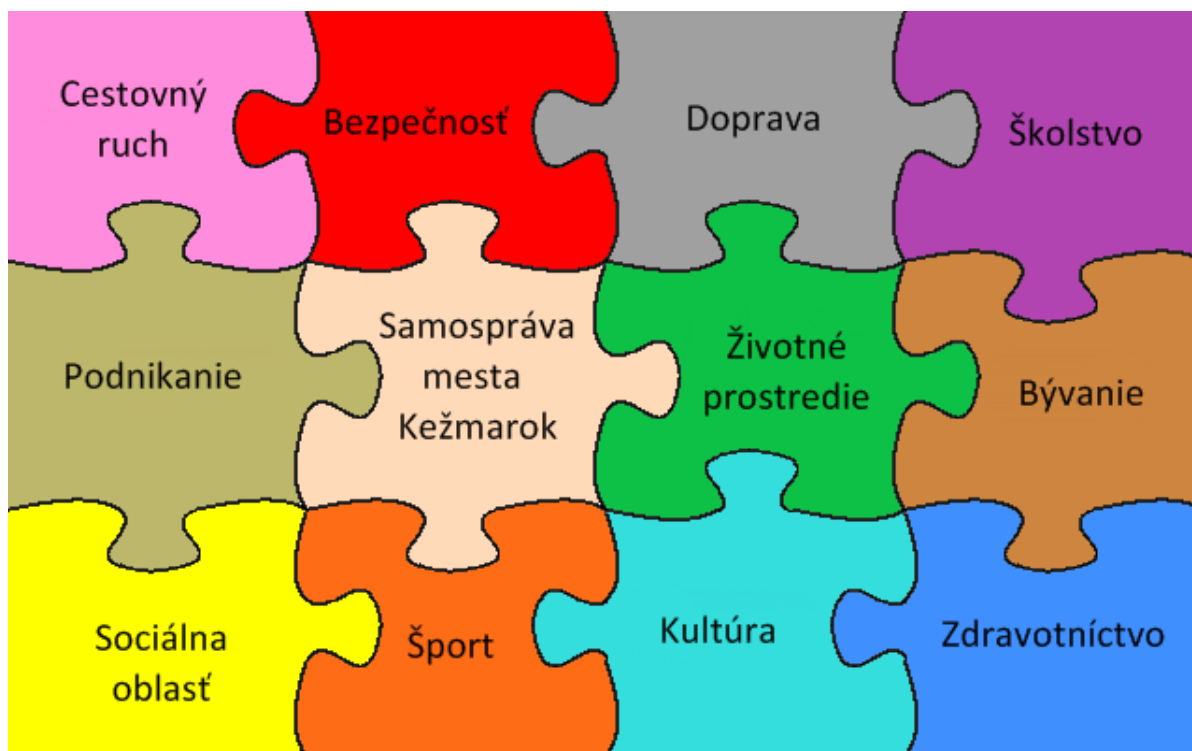 Cestovný
ruch
Bezpečnosť
Doprava
Školstvo
Podnikanie
Samospráva
mesta
Kežmarok
Životné
prostredie
Bývanie
Sociálna
oblasť
Šport
Kultúra
Zdravotníctvo